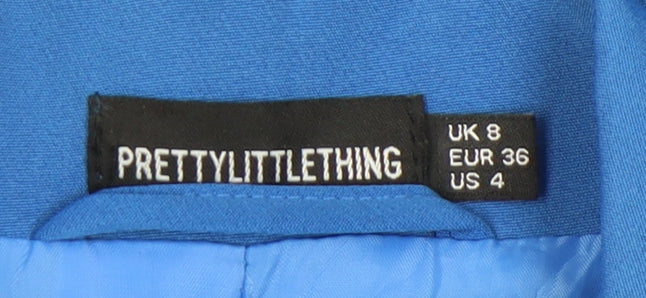 PRETTYLITTLETHING
UK 8
EUR 36
US 4